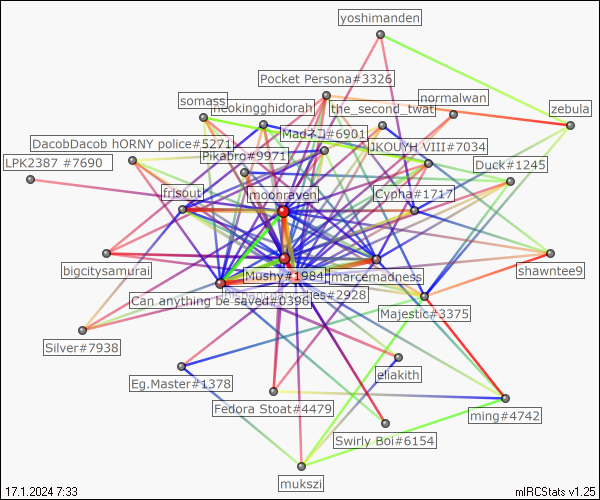 yoshimanden
Pocket Persona#3326
normalwan
somass
neokingghidorah
the_second_twat
zebula
DacobDacob hORNY police#5271
Madネコ#6901
JKOUYH VIII#7034
LPK2387 #7690
Pikabro#9971
Duck#1245
frisout
moonraven
Cypha#1717
bigcitysamurai
Mushy#1984
marcemadness
shawntee9
Can anything be saved#0396
#2928
Majestic#3375
Silver#7938
eliakith
Eg.Master#1378
Fedora Stoat#4479
ming#4742
Swirly Boi#6154
mukszi
17.1.2024 7:33
mIRCStats v1.25